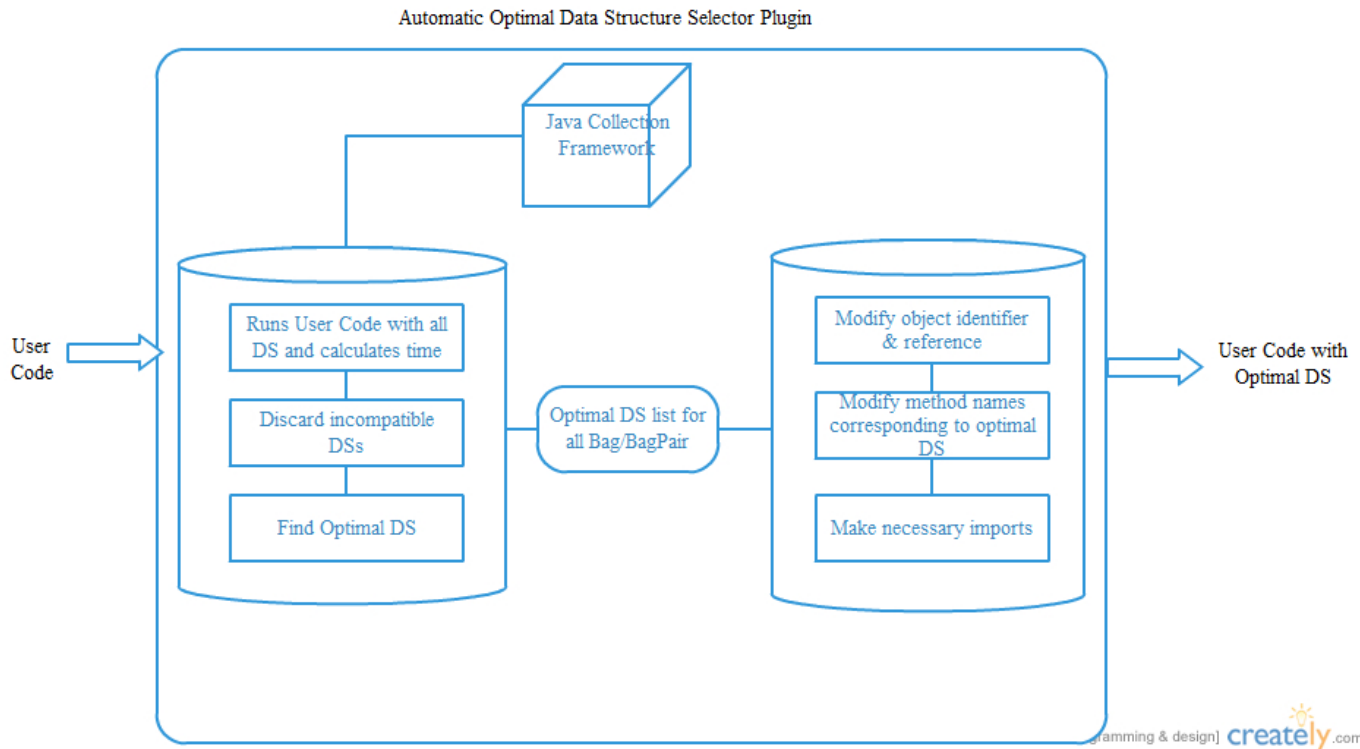 Automatic Optimal Data Structure Selector Plugin
Java Collection
Framework
Runs User Code with all
DS and calculates time
Discard incompatible
DSs
Find Optimal DS
User
Code
Optimal DS list for
all Bag/BagPair
Modify object identifier
& reference
Modify method names
corresponding to optimal
DS
Make necessary imports
User Code with
Optimal DS
& design]
creately.com